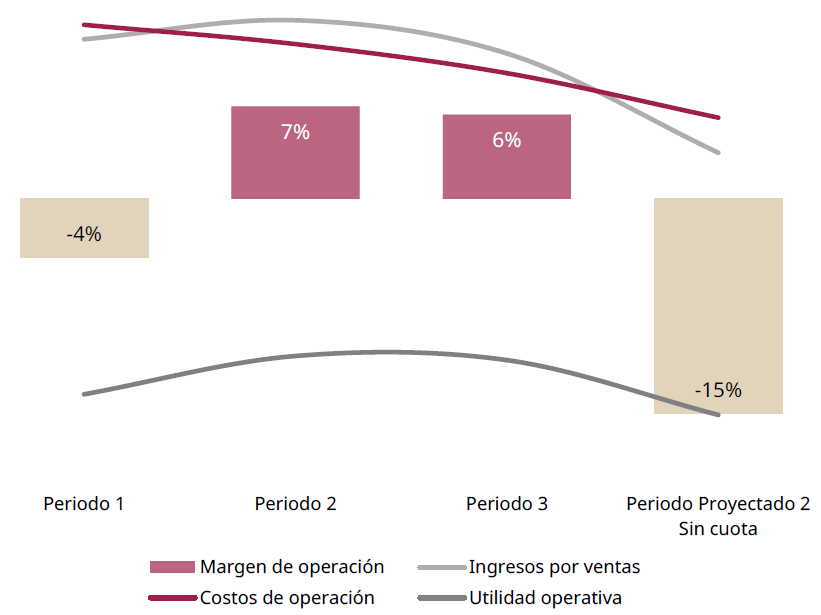 7%
6%
-4%
-15%
Periodo 1
Periodo 2
Periodo 3
Periodo Proyectado 2
Sin cuota
Margen de operación
Ingresos por ventas
Costos de operación
Utilidad operativa